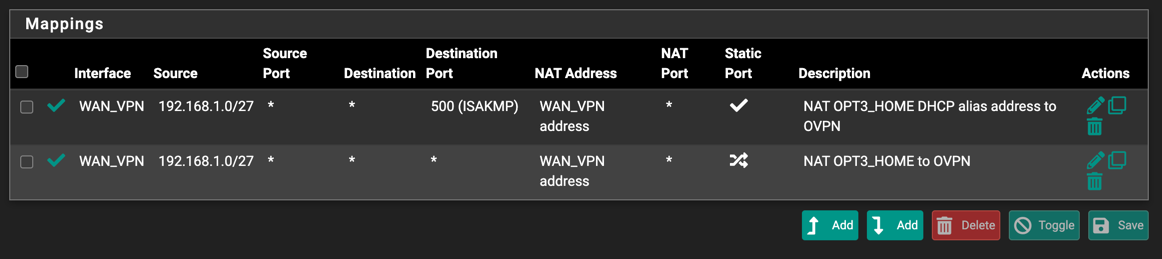 Mappings
Source Destination NAT Static
Interface Source Port Destination Port NAT Address Port Port Description Actions
WAN_VPN 192.168.1.0/27 * * 500 (ISAKMP) WAN_VPN * NAT OPT3_HOME DHCP alias address to
address OVPN
WAN_VPN 192.168.1.0/27 * * * WAN_VPN * NAT OPT3_HOME to OVPN
address
Add Add Delete Toggle Save